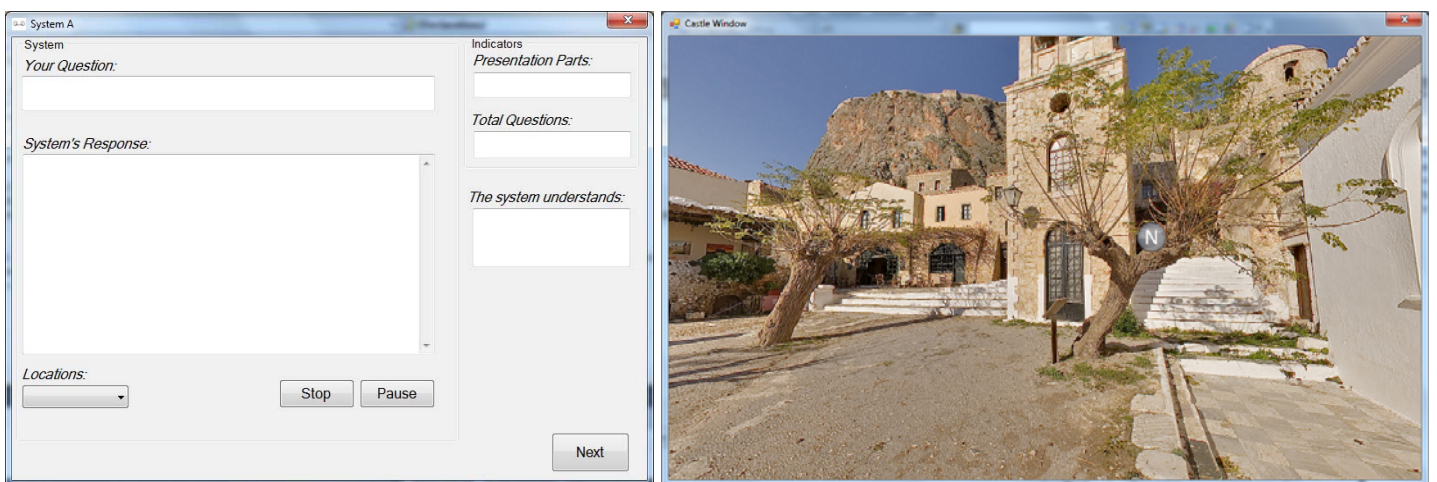 System A
System
Your Question:
System's Response:
Locations:
Stop
Pause
Indicators
Presentation Parts:
Total Questions:
The system understands:
Next
Castle Window
N